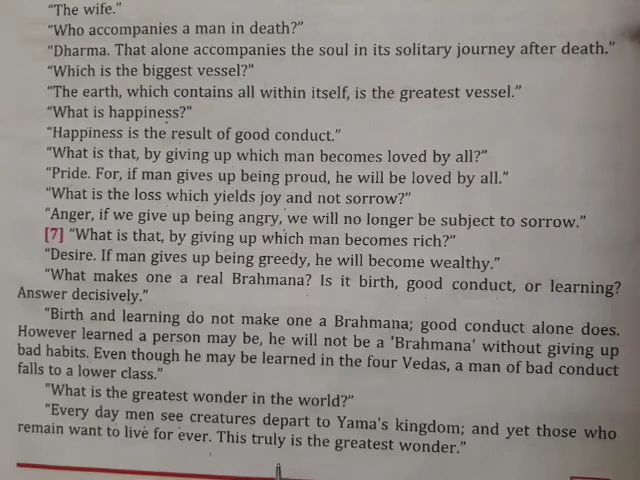 "The wife."
"Who accompanies a man in death?"
"Dharma. That alone accompanies the soul in its solitary journey after death."
"Which is the biggest vessel?"
"The earth, which contains all within itself, is the greatest vessel."
"What is happiness?"
"Happiness is the result of good conduct."
"What is that, by giving up which man becomes loved by all?"
"Pride. For, if man gives up being proud, he will be loved by all."
"What is the loss which yields joy and not sorrow?"
"Anger, if we give up being angry, we will no longer be subject to sorrow."
[7] "What is that, by giving up which man becomes rich?"
"Desire. If man gives up being greedy, he will become wealthy."
"What makes one a real Brahmana? Is it birth, good conduct, or learning?
Answer decisively."
"Birth and learning do not make one a Brahmana; good conduct alone does.
However learned a person may be, he will not be a 'Brahmana' without giving up
bad habits. Even though he may be learned in the four Vedas, a man of bad conduct
falls to a lower class."
"What is the greatest wonder in the world?"
"Every day men see creatures depart to Yama's kingdom; and yet those who
remain want to live for ever. This truly is the greatest wonder."